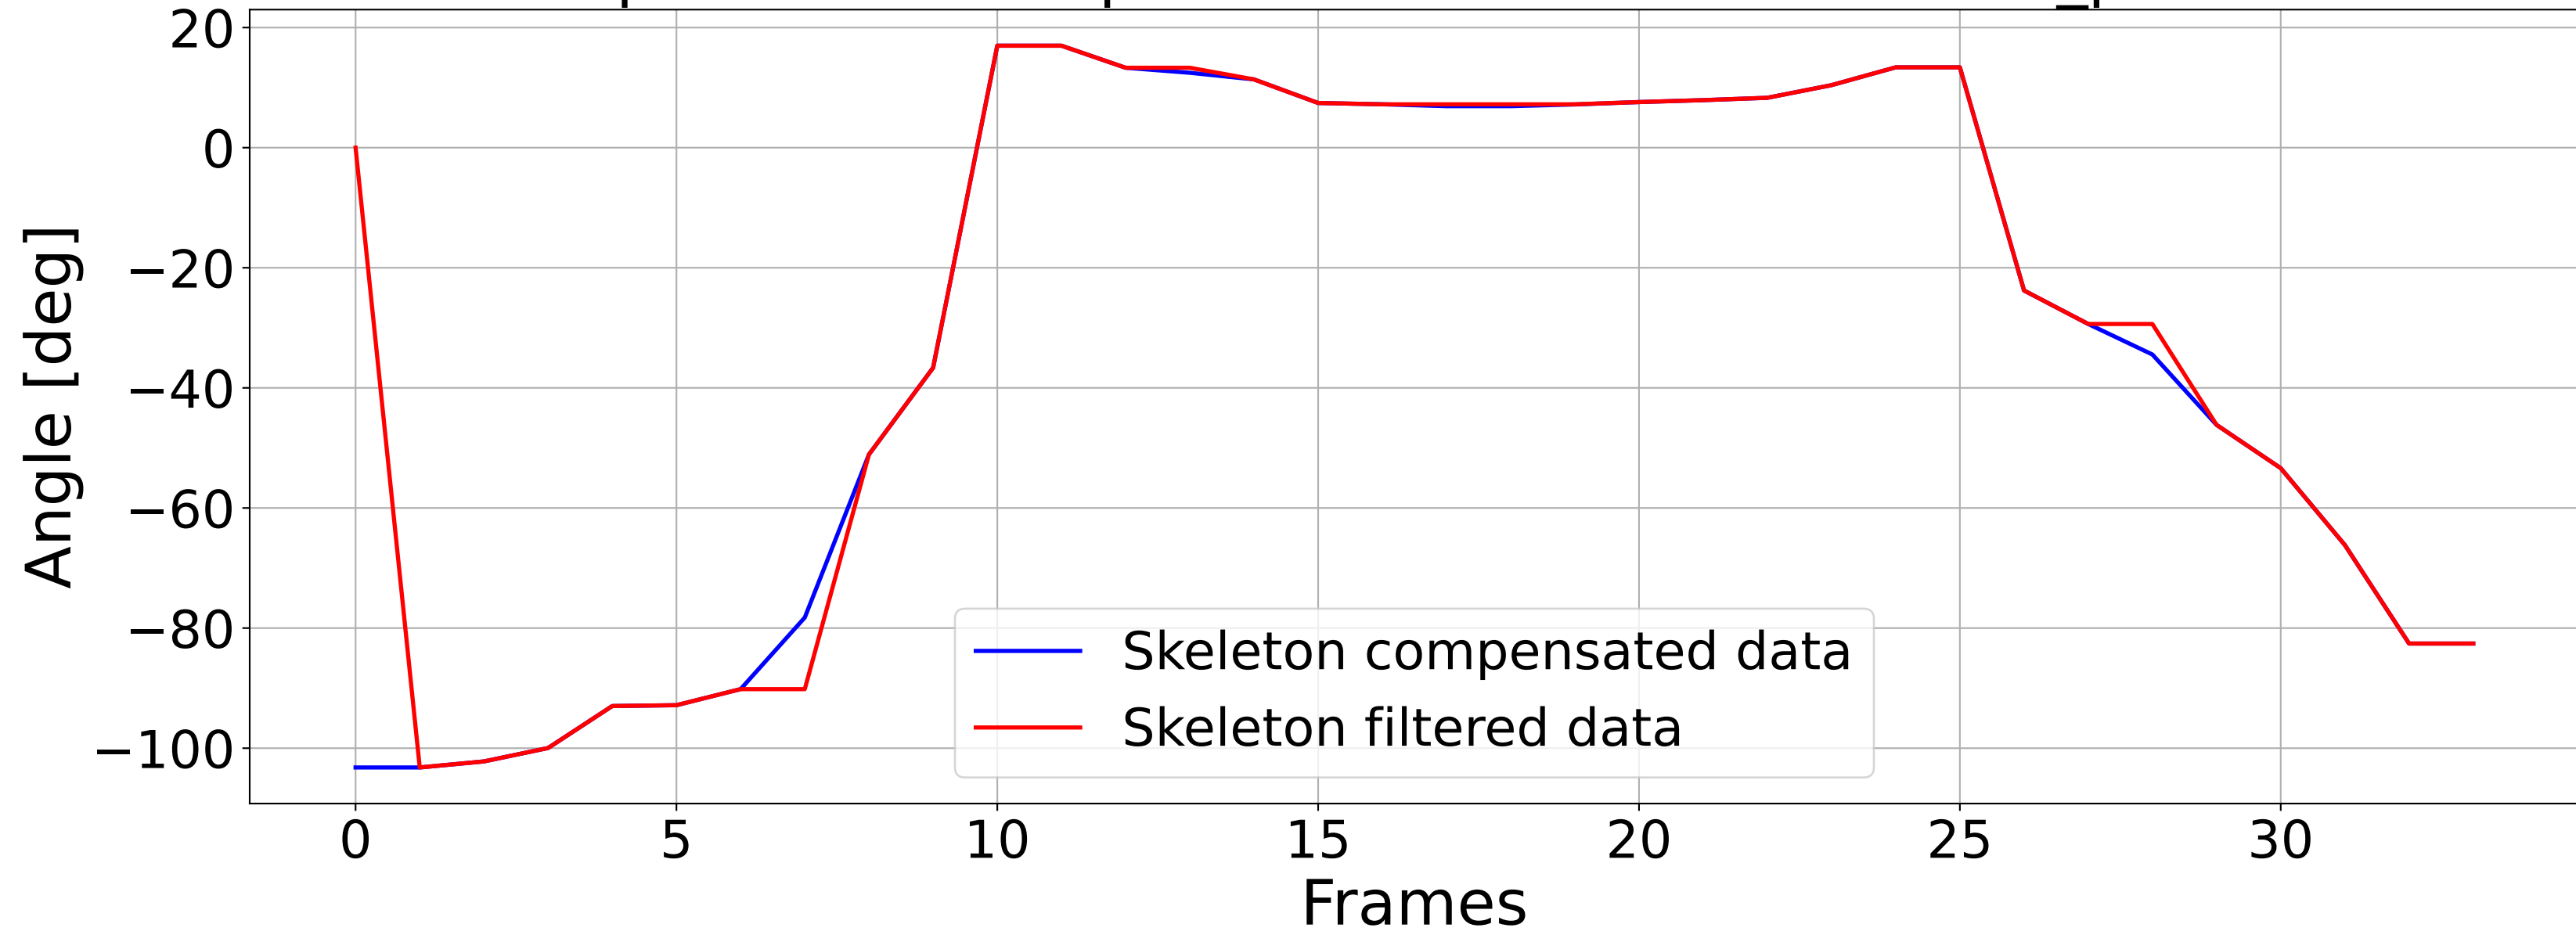 20
0
−20
−40
−60
−80
−100
Angle [deg]
Skeleton compensated data
Skeleton filtered data
0 5 10 15 20 25 30
Frames